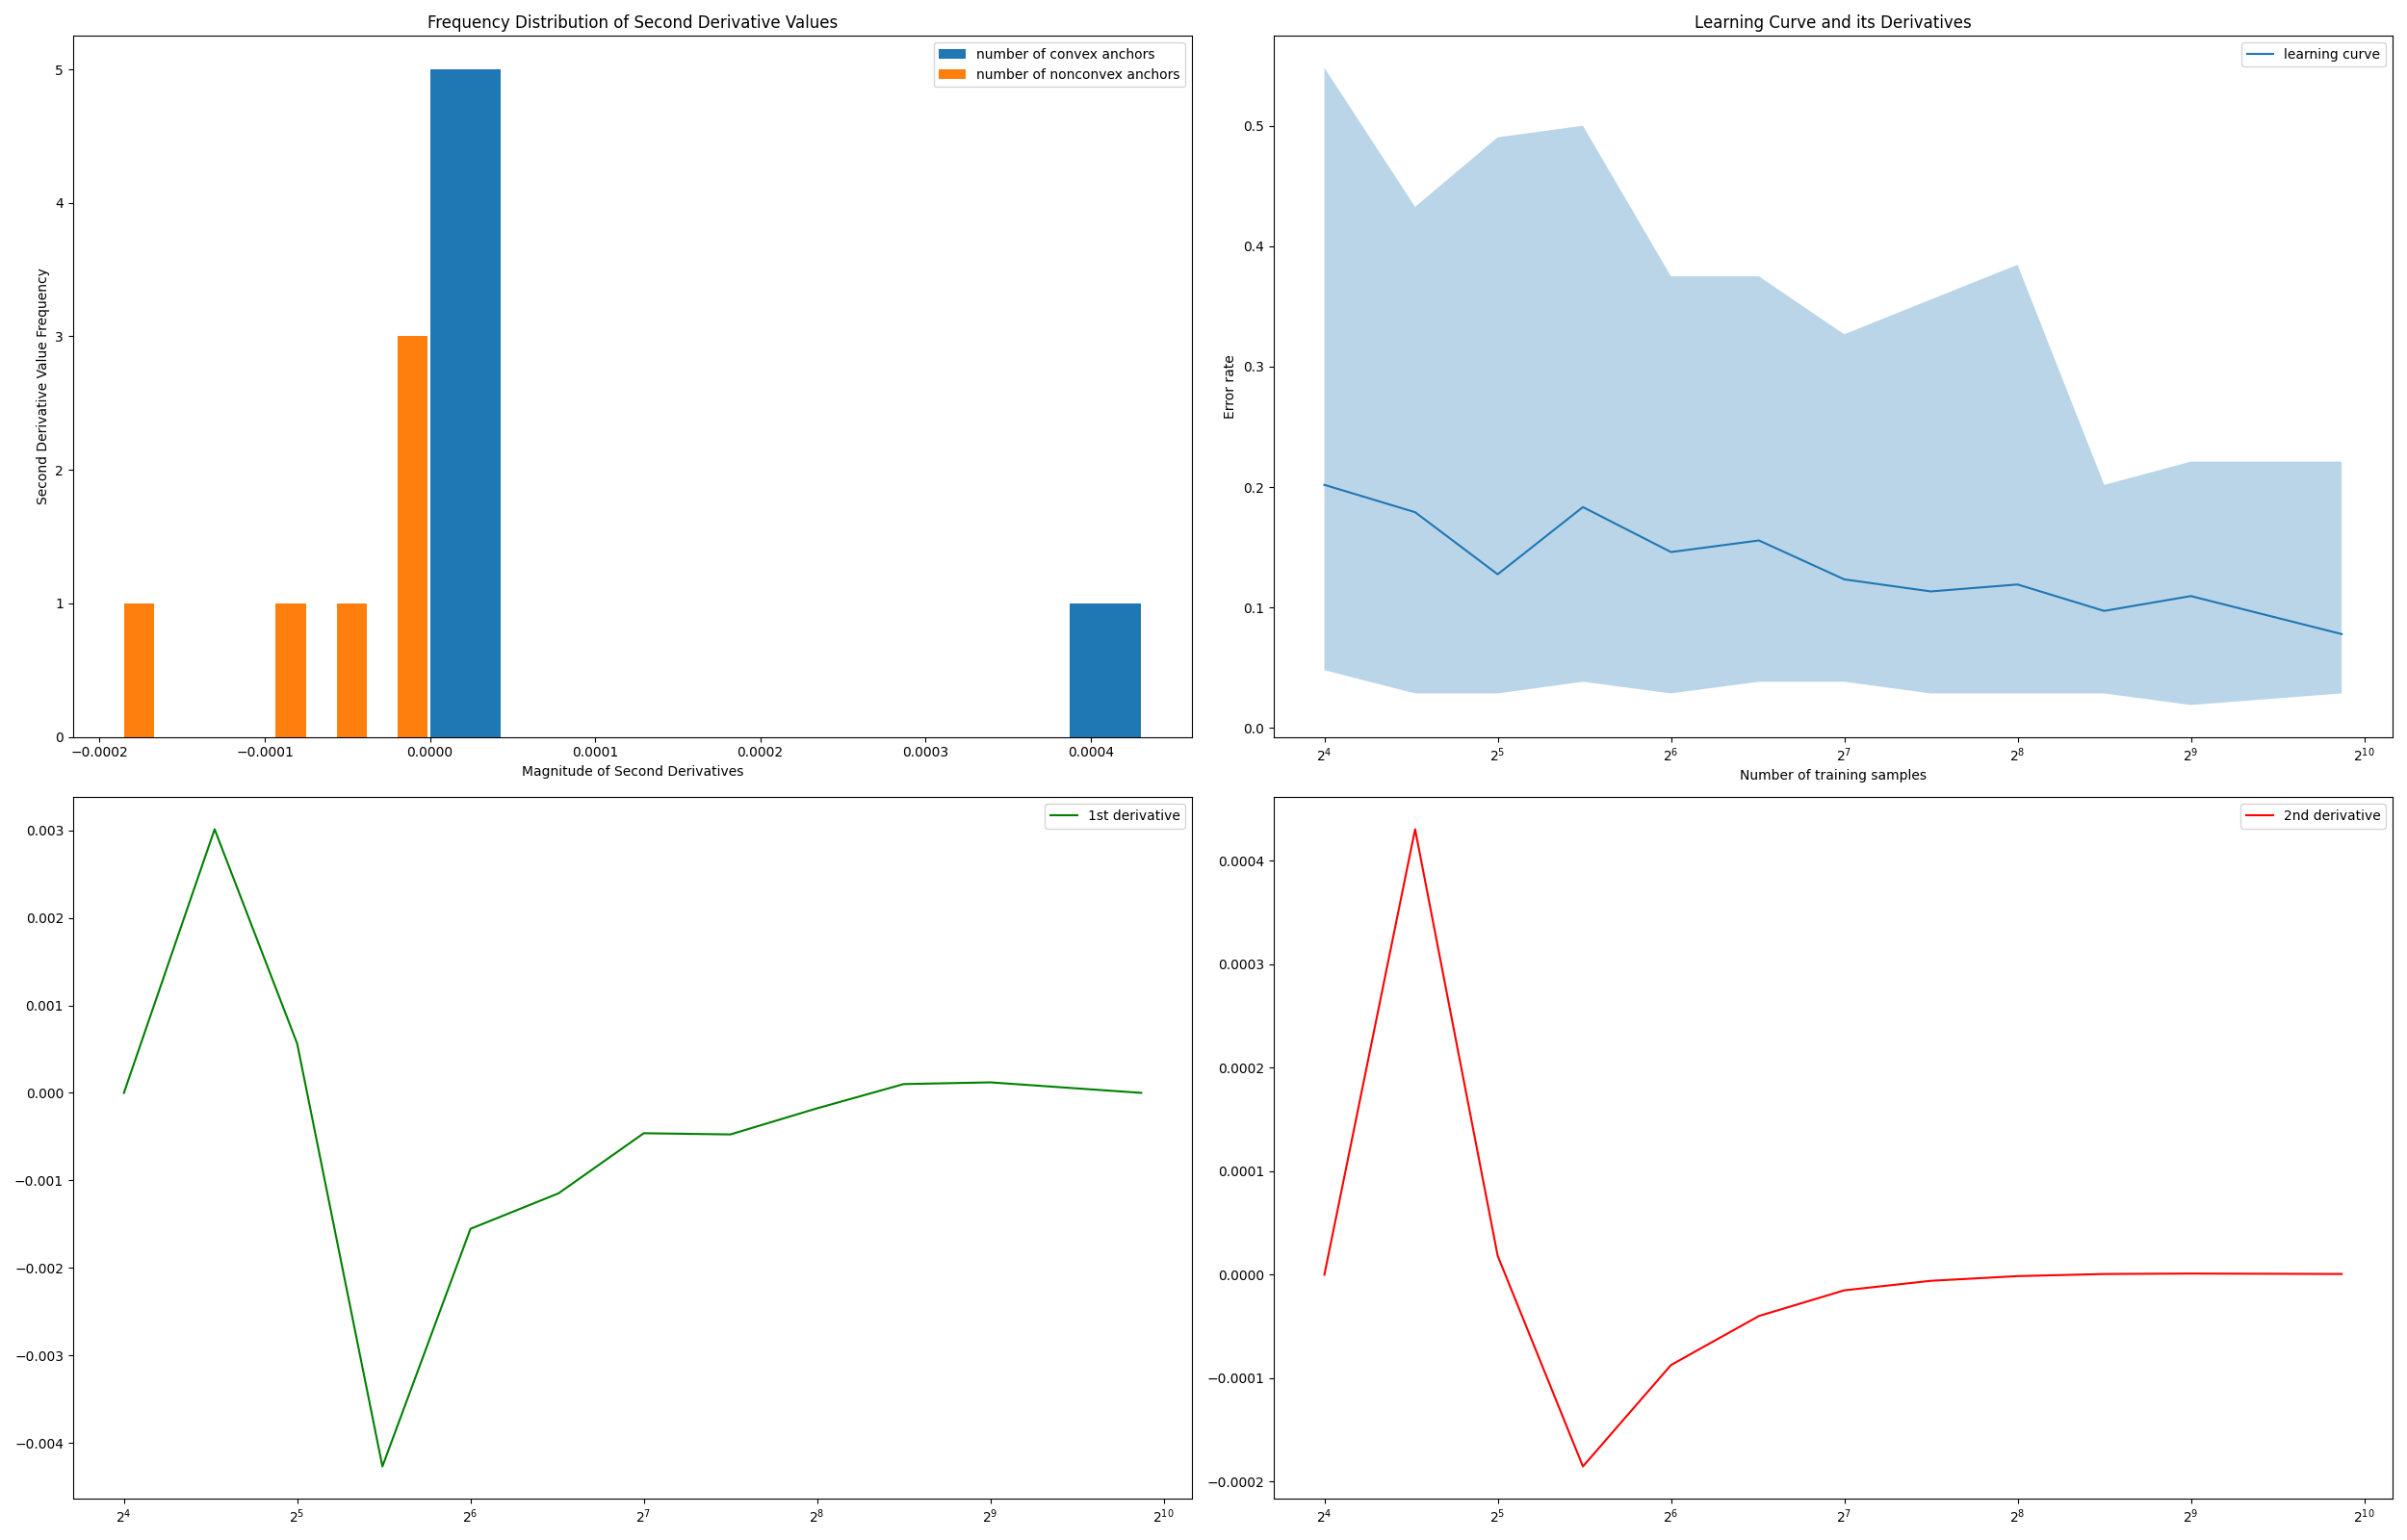 Frequency Distribution of Second Derivative Values
number of convex anchors
number of nonconvex anchors
5
4
3
2
1
0
Second Derivative Value Frequency
−0.0002 −0.0001 0.0000 0.0001 0.0002 0.0003 0.0004
Magnitude of Second Derivatives
Learning Curve and its Derivatives
learning curve
0.5
0.4
0.3
0.2
0.1
0.0
Error rate
2⁴ 2⁵ 2⁶ 2⁷ 2⁸ 2⁹ 2¹⁰
Number of training samples
1st derivative
0.003
0.002
0.001
0.000
−0.001
−0.002
−0.003
−0.004
2⁴ 2⁵ 2⁶ 2⁷ 2⁸ 2⁹ 2¹⁰
2nd derivative
0.0004
0.0003
0.0002
0.0001
0.0000
−0.0001
−0.0002
2⁴ 2⁵ 2⁶ 2⁷ 2⁸ 2⁹ 2¹⁰